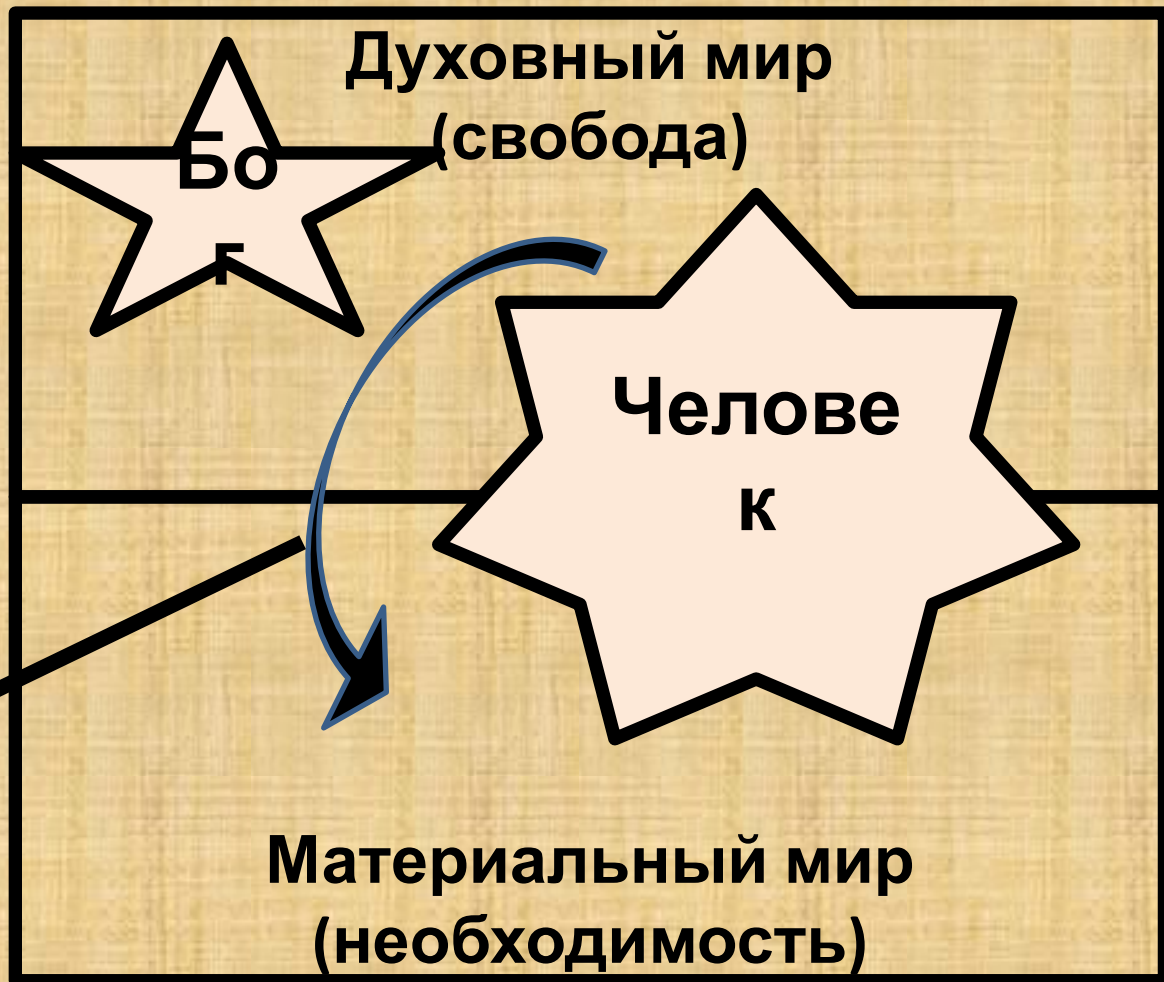 Духовный мир
(свобода)
Бо
г
Челове
к
Материальный мир
(необходимость)